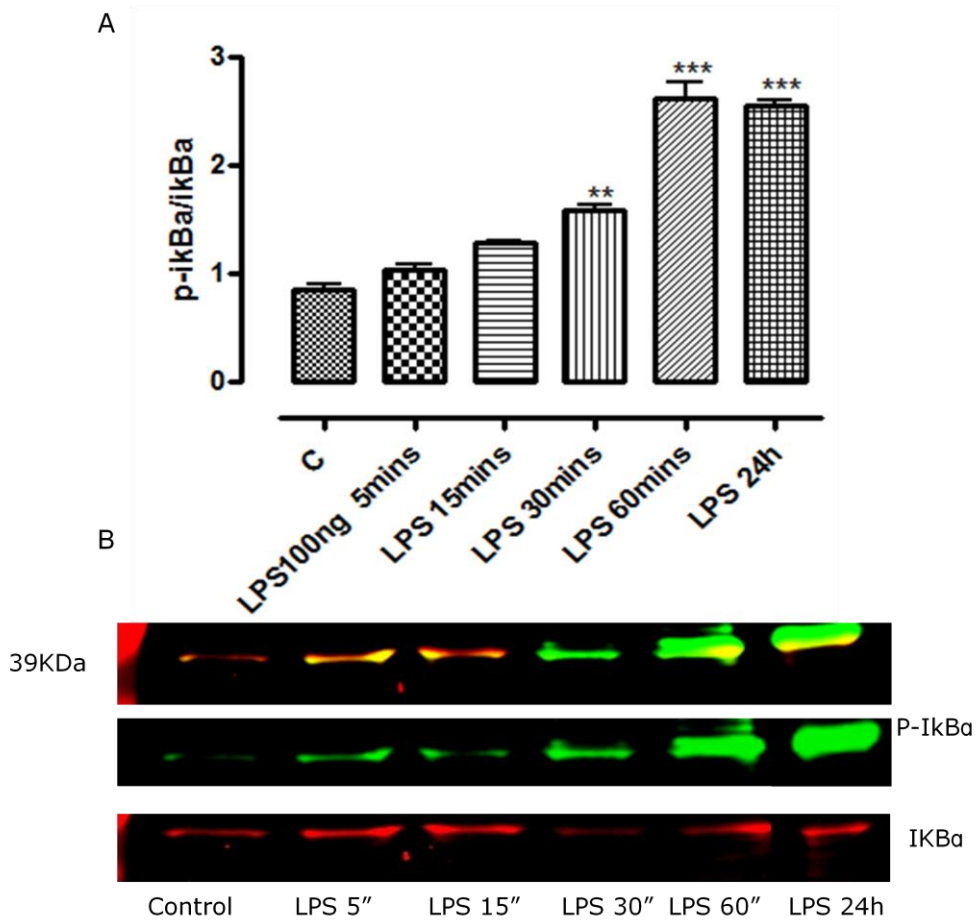 A
3
2
1
0
p-ikBa/ikBa
**
***
***
C
LPS100ng 5mins
LPS 15mins
LPS 30mins
LPS 60mins
LPS 24h
B
39KDa
P-IkBα
IKBα
Control LPS 5″ LPS 15″ LPS 30″ LPS 60″ LPS 24h